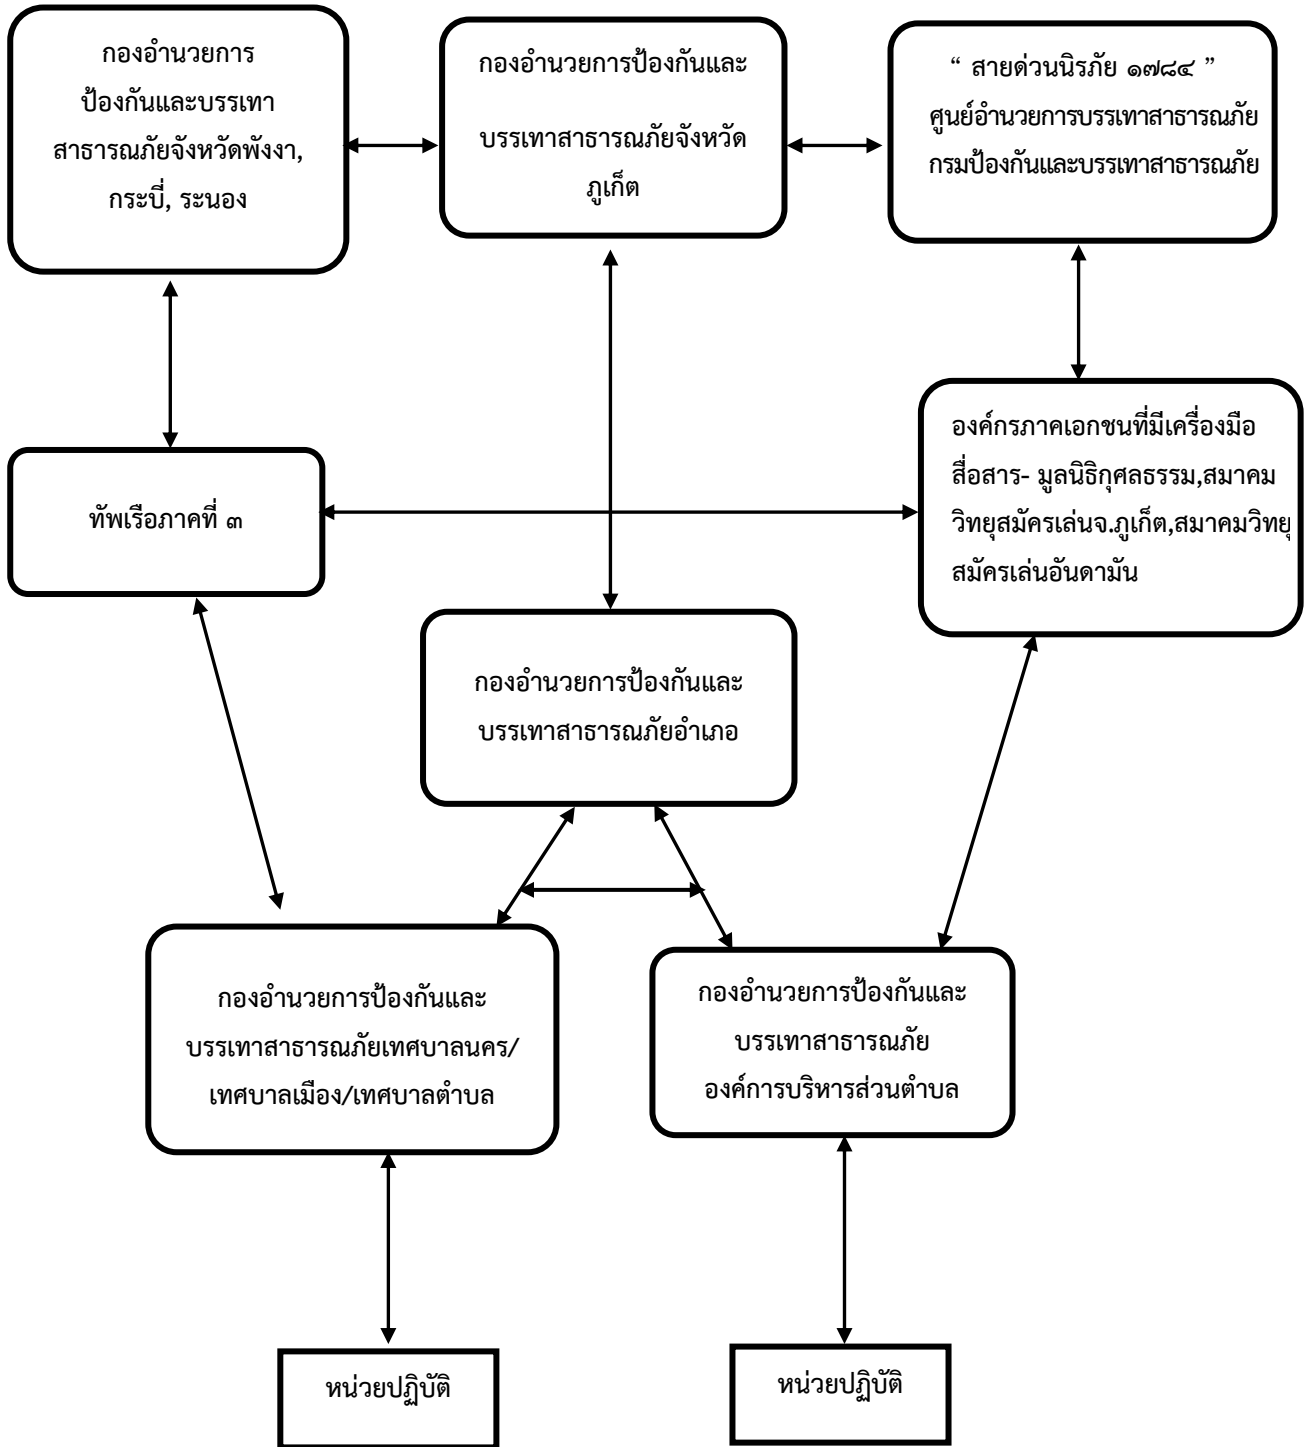 กองอำนวยการ
ป้องกันและบรรเทา
สาธารณภัยจังหวัดพังงา,
กระบี่, ระนอง
กองอำนวยการป้องกันและ
บรรเทาสาธารณภัยจังหวัด
ภูเก็ต
“ สายด่วนนิรภัย ๑๗๘๔ ”
ศูนย์อำนวยการบรรเทาสาธารณภัย
กรมป้องกันและบรรเทาสาธารณภัย
องค์กรภาคเอกชนที่มีเครื่องมือ
สื่อสาร- มูลนิธิกุศลธรรม,สมาคม
วิทยุสมัครเล่นจ.ภูเก็ต,สมาคมวิทยุ
สมัครเล่นอันดามัน
ทัพเรือภาคที่ ๓
กองอำนวยการป้องกันและ
บรรเทาสาธารณภัยอำเภอ
กองอำนวยการป้องกันและ
บรรเทาสาธารณภัยเทศบาลนคร/
เทศบาลเมือง/เทศบาลตำบล
กองอำนวยการป้องกันและ
บรรเทาสาธารณภัย
องค์การบริหารส่วนตำบล
หน่วยปฏิบัติ
หน่วยปฏิบัติ